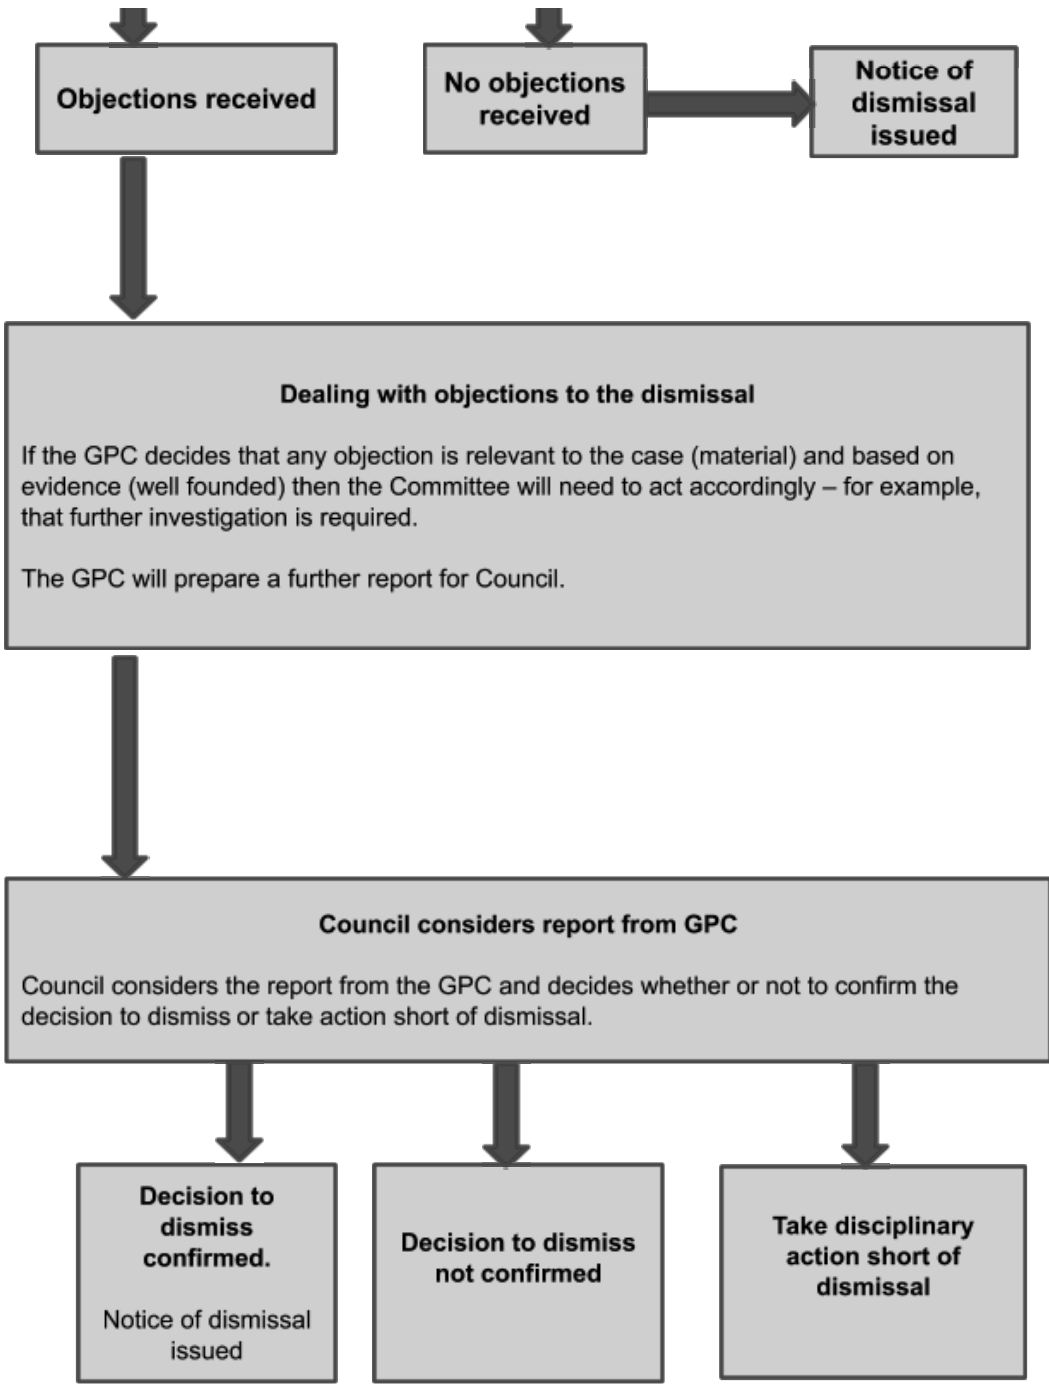 Objections received
No objections
received
Notice of
dismissal
issued
Dealing with objections to the dismissal
If the GPC decides that any objection is relevant to the case (material) and based on
evidence (well founded) then the Committee will need to act accordingly – for example,
that further investigation is required.
The GPC will prepare a further report for Council.
Council considers report from GPC
Council considers the report from the GPC and decides whether or not to confirm the
decision to dismiss or take action short of dismissal.
Decision to
dismiss
confirmed.
Notice of dismissal
issued
Decision to dismiss
not confirmed
Take disciplinary
action short of
dismissal